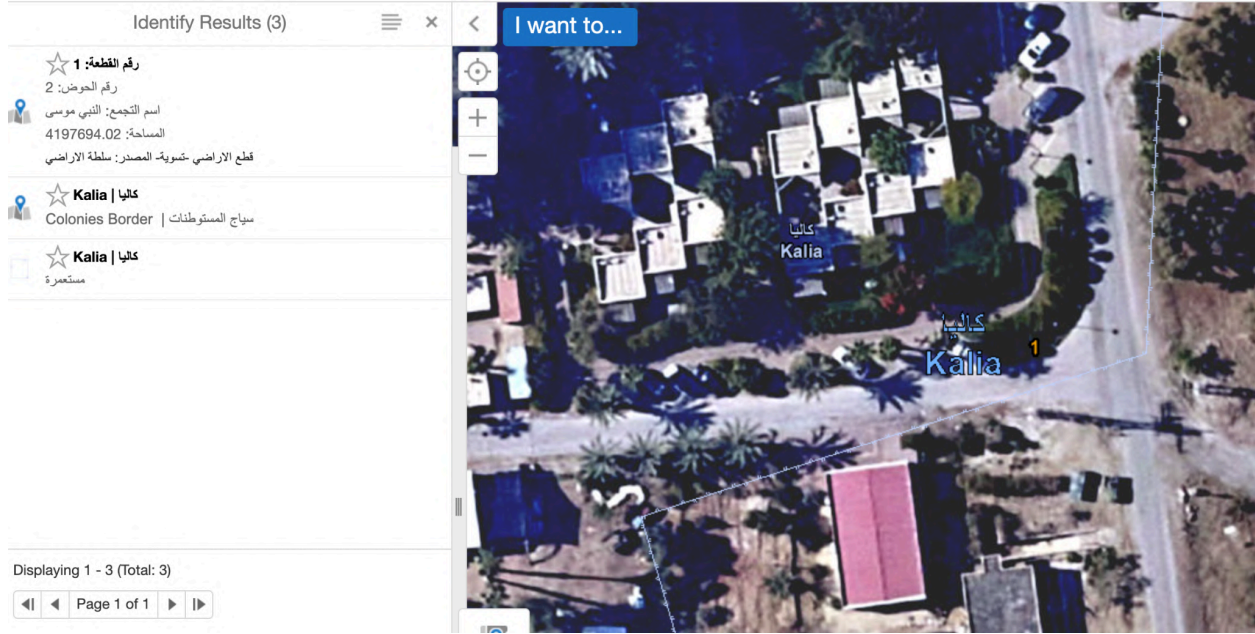 Identify Results (3)
رقم القطعة: 1
رقم الحوض: 2
اسم التجمع: النبي موسى
المساحة: 4197694.02
قطع الاراضي -تسوية- المصدر: سلطة الاراضي
كاليا | Kalia
سياج المستوطنات | Colonies Border
كاليا | Kalia
مستعمرة
Displaying 1 - 3 (Total: 3)
Page 1 of 1
I want to...
كاليا
Kalia
كاليا
Kalia
1